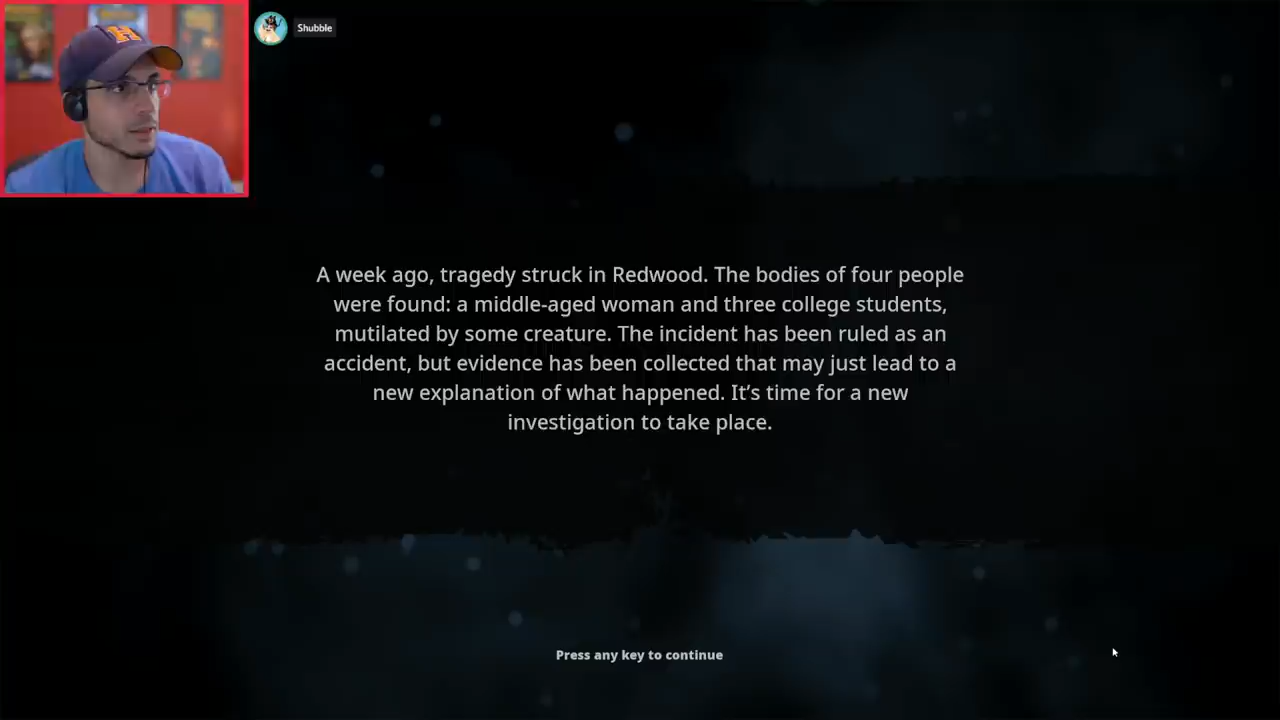 H
Shubble
A week ago, tragedy struck in Redwood. The bodies of four people
were found: a middle-aged woman and three college students,
mutilated by some creature. The incident has been ruled as an
accident, but evidence has been collected that may just lead to a
new explanation of what happened. It’s time for a new
investigation to take place.
Press any key to continue